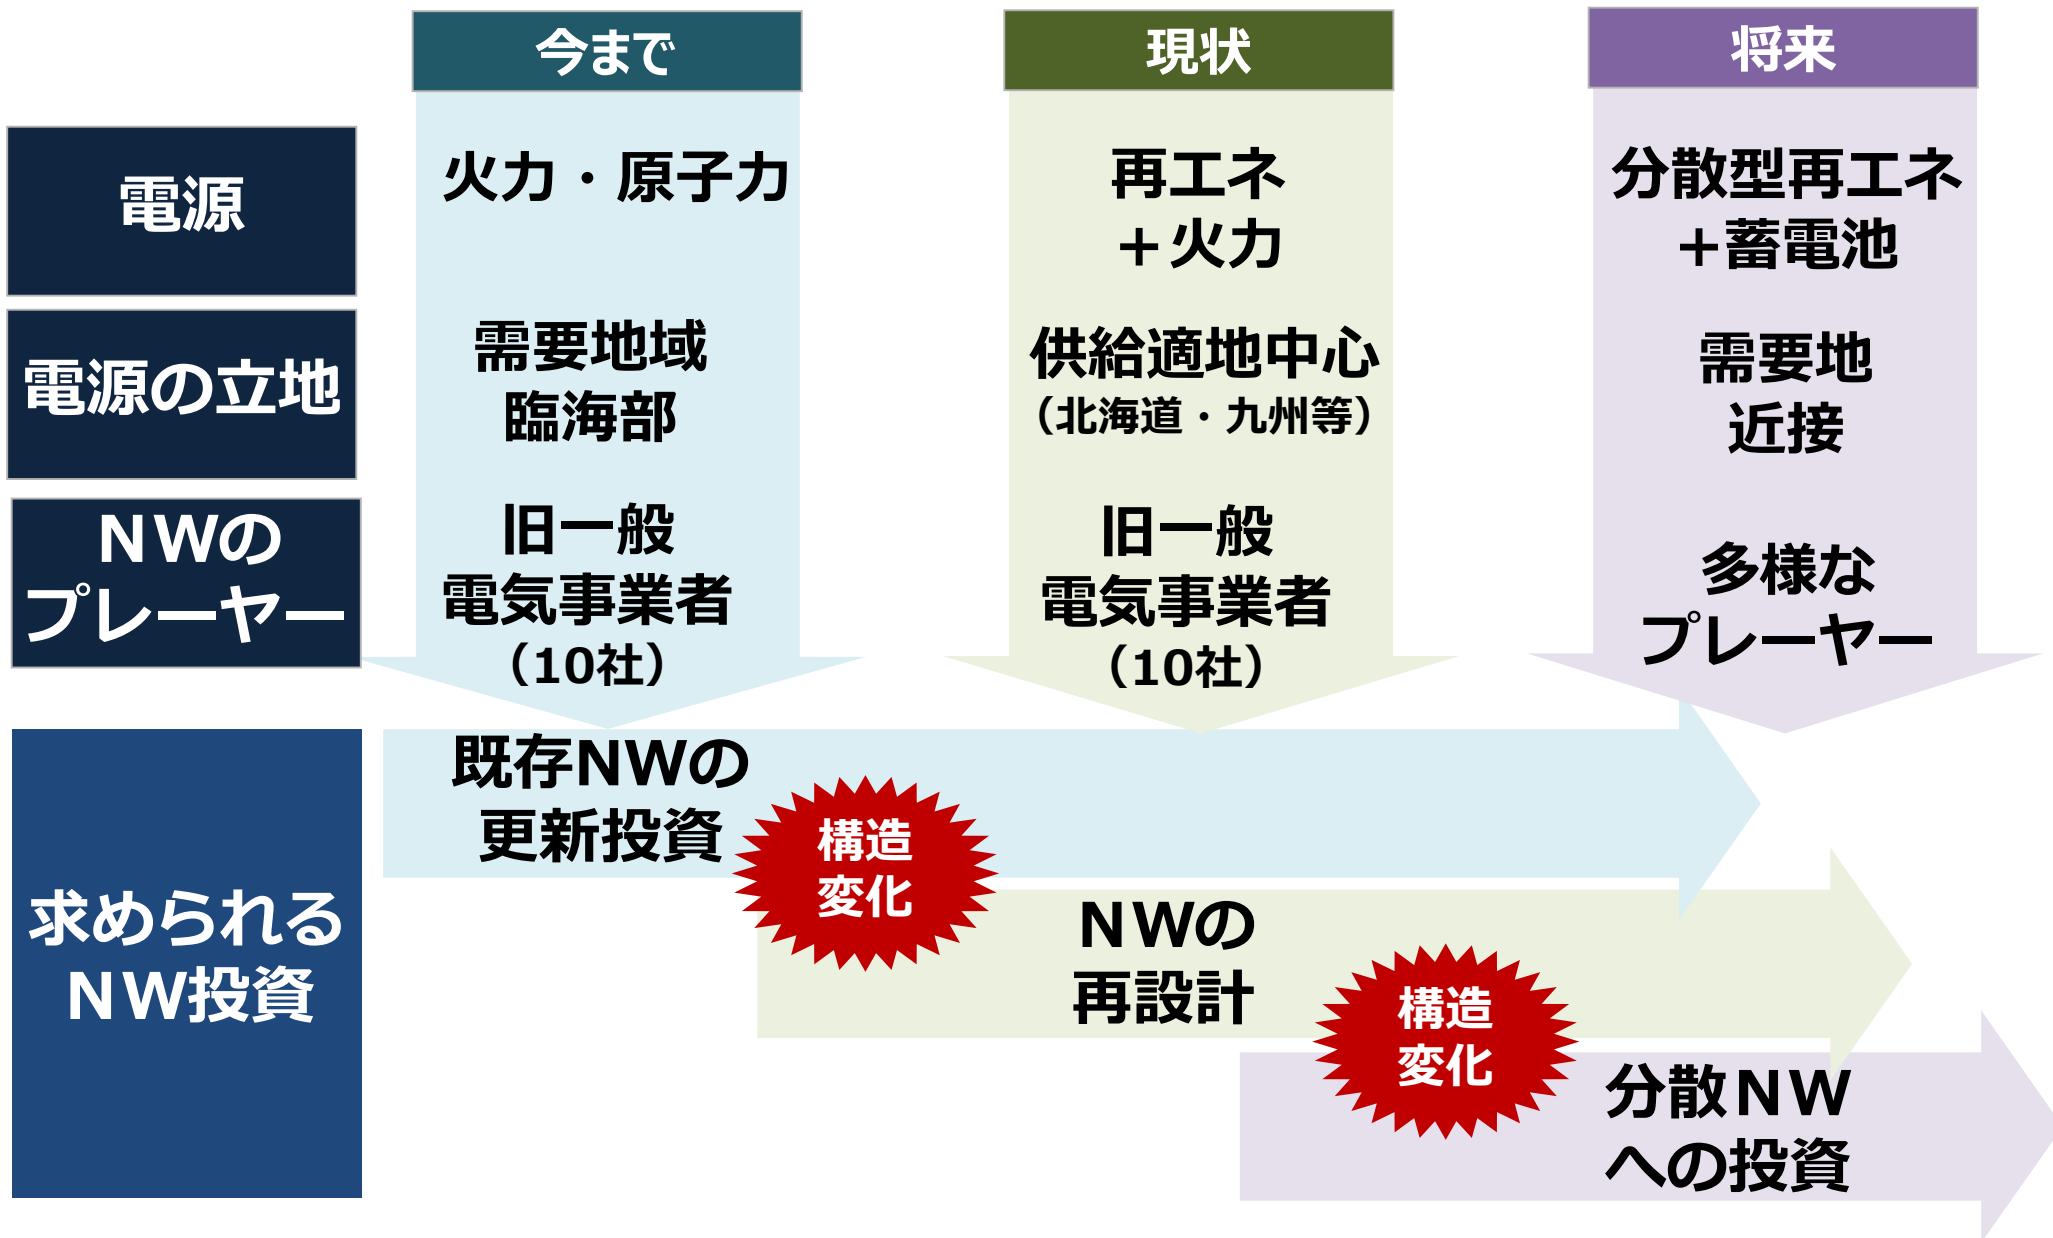 今まで
現状
将来
電源
火力・原子力
再エネ
+火力
分散型再エネ
+蓄電池
電源の立地
需要地域
臨海部
供給適地中心
（北海道・九州等）
需要地
近接
ＮＷの
プレーヤー
旧一般
電気事業者
（10社）
旧一般
電気事業者
（10社）
多様な
プレーヤー
求められる
ＮＷ投資
既存NWの
更新投資
構造
変化
ＮＷの
再設計
構造
変化
分散ＮＷ
への投資